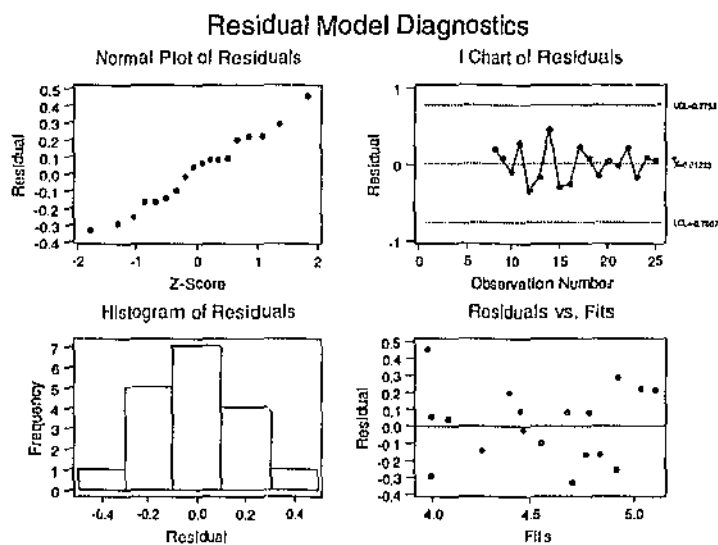 Residual Model Diagnostics
Normal Plot of Residuals
Residual
0.5
0.4
0.3
0.2
0.1
0.0
-0.1
-0.2
-0.3
-0.4
-2 -1 0 1 2
Z-Score
I Chart of Residuals
Residual
1
0
-1
0 5 10 15 20 25
Observation Number
Histogram of Residuals
Frequency
7
6
5
4
3
2
1
0
-0.4 -0.2 0.0 0.2 0.4
Residual
Residuals vs. Fits
Residual
0.5
0.4
0.3
0.2
0.1
0.0
-0.1
-0.2
-0.3
-0.4
4.0 4.5 5.0
Fits